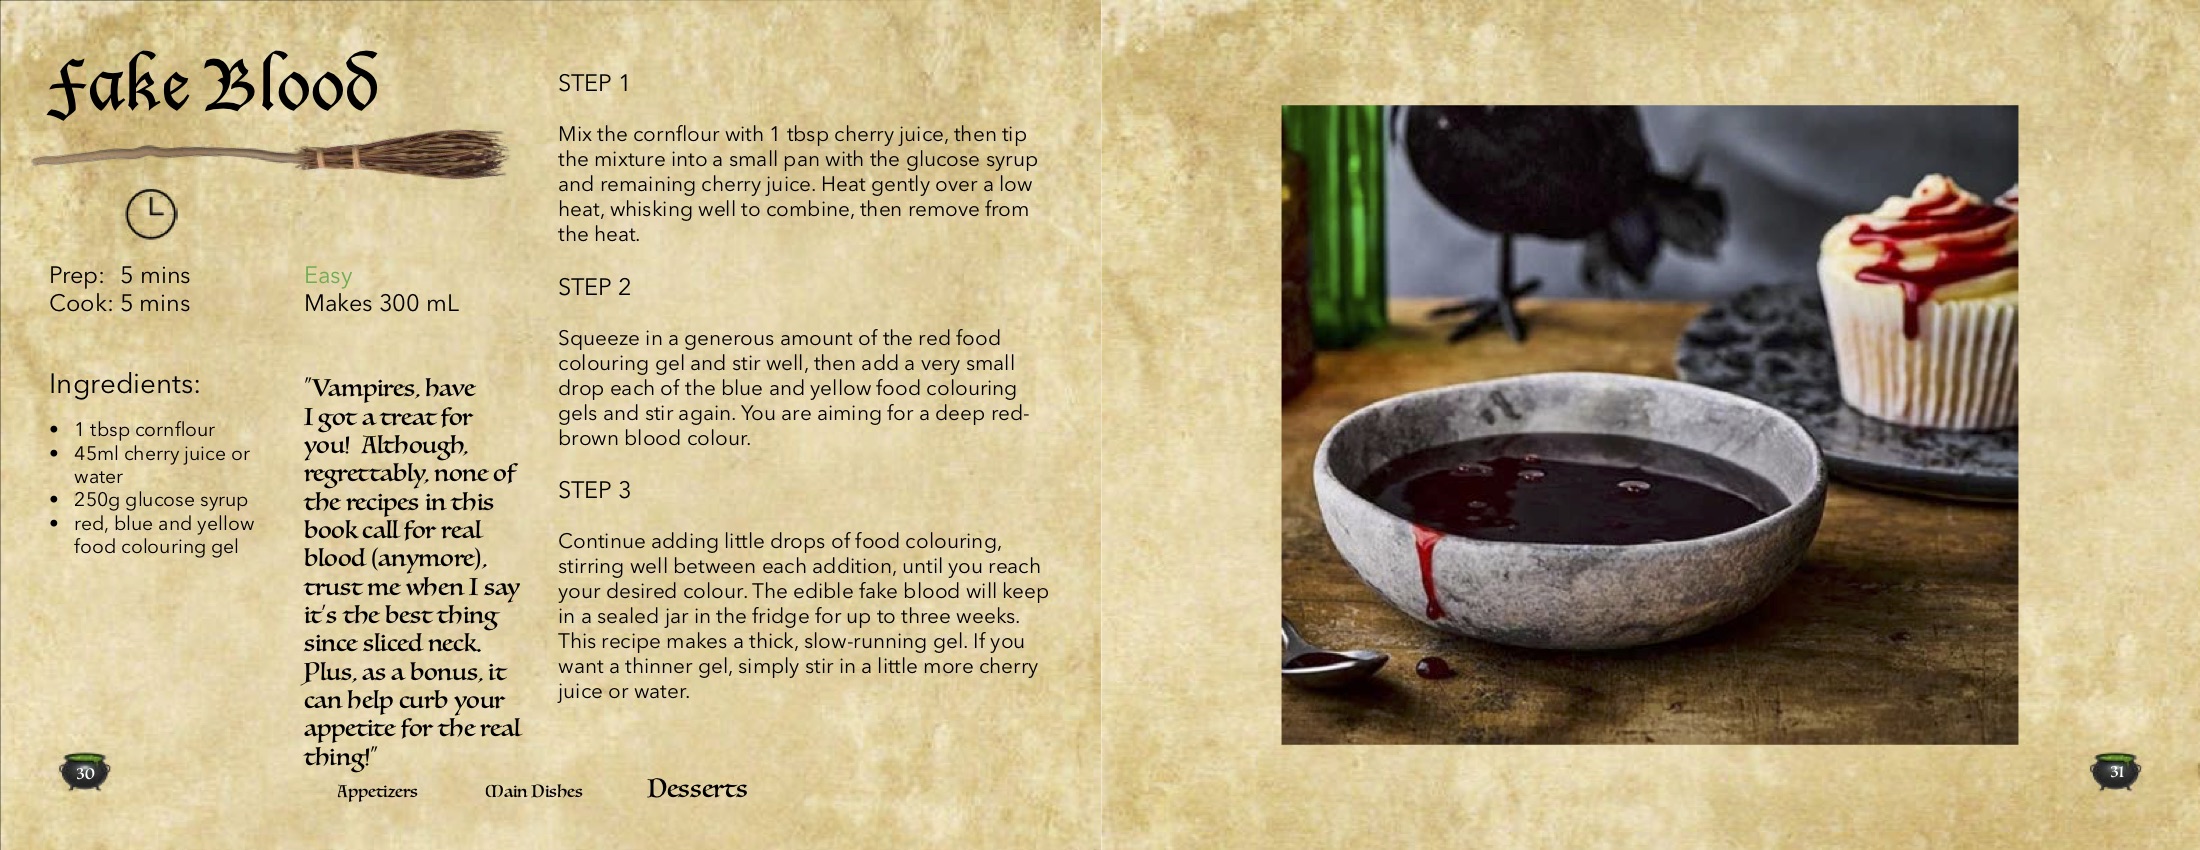 Fake Blood
Prep: 5 mins
Cook: 5 mins
Easy
Makes 300 mL
Ingredients:
• 1 tbsp cornflour
• 45ml cherry juice or
water
• 250g glucose syrup
• red, blue and yellow
food colouring gel
"Vampires, have
I got a treat for
you! Although,
regrettably, none of
the recipes in this
book call for real
blood (anymore),
trust me when I say
it's the best thing
since sliced neck.
Plus, as a bonus, it
can help curb your
appetite for the real
thing!"
STEP 1
Mix the cornflour with 1 tbsp cherry juice, then tip
the mixture into a small pan with the glucose syrup
and remaining cherry juice. Heat gently over a low
heat, whisking well to combine, then remove from
the heat.
STEP 2
Squeeze in a generous amount of the red food
colouring gel and stir well, then add a very small
drop each of the blue and yellow food colouring
gels and stir again. You are aiming for a deep red-
brown blood colour.
STEP 3
Continue adding little drops of food colouring,
stirring well between each addition, until you reach
your desired colour. The edible fake blood will keep
in a sealed jar in the fridge for up to three weeks.
This recipe makes a thick, slow-running gel. If you
want a thinner gel, simply stir in a little more cherry
juice or water.
30
Appetizers Main Dishes Desserts
31